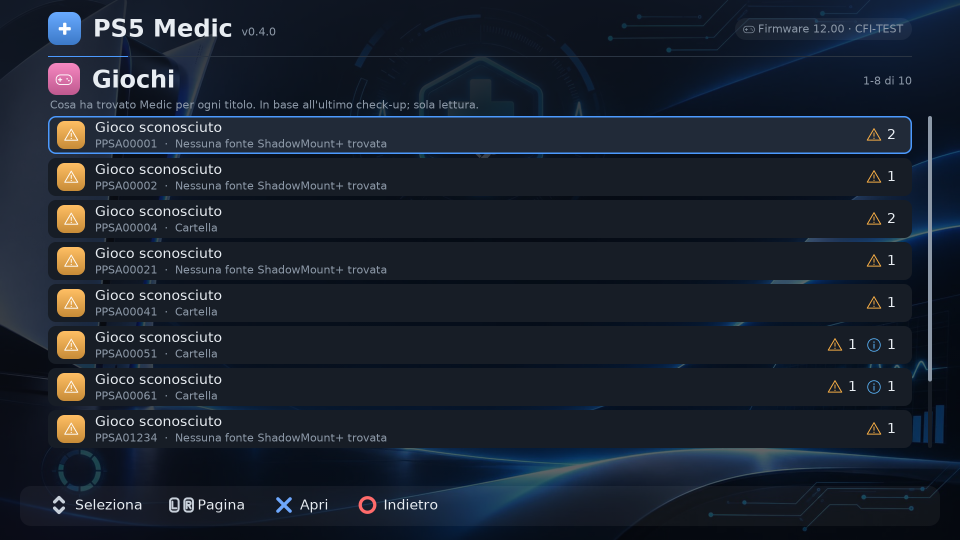 PS5 Medic v0.4.0
Firmware 12.00 · CFI-TEST
Giochi
1-8 di 10
Cosa ha trovato Medic per ogni titolo. In base all'ultimo check-up; sola lettura.
Gioco sconosciuto
PPSA00001 · Nessuna fonte ShadowMount+ trovata
2
Gioco sconosciuto
PPSA00002 · Nessuna fonte ShadowMount+ trovata
1
Gioco sconosciuto
PPSA00004 · Cartella
2
Gioco sconosciuto
PPSA00021 · Nessuna fonte ShadowMount+ trovata
1
Gioco sconosciuto
PPSA00041 · Cartella
1
Gioco sconosciuto
PPSA00051 · Cartella
1 1
Gioco sconosciuto
PPSA00061 · Cartella
1 1
Gioco sconosciuto
PPSA01234 · Nessuna fonte ShadowMount+ trovata
1
Seleziona L R Pagina Apri Indietro